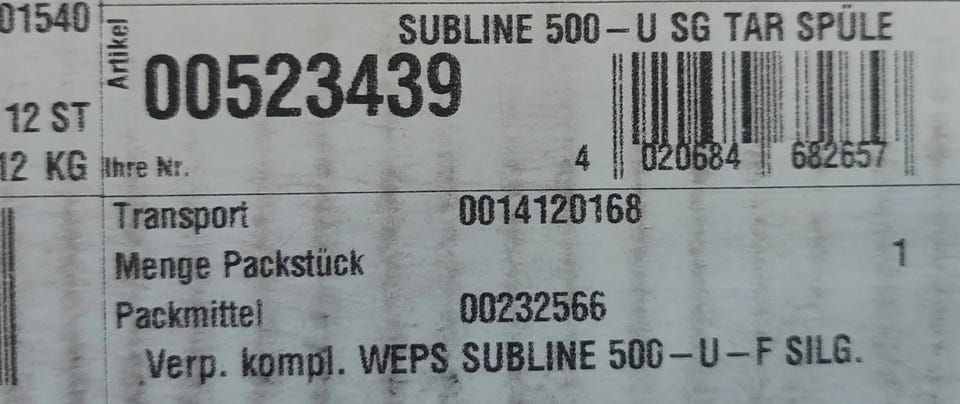 01540
12 ST
12 KG
Artikel
SUBLINE 500-U SG TAR SPÜLE
00523439
Ihre Nr.
4 020684 682657
Transport 0014120168
Menge Packstück 1
Packmittel 00232566
Verp. kompl. WEPS SUBLINE 500-U-F SILG.